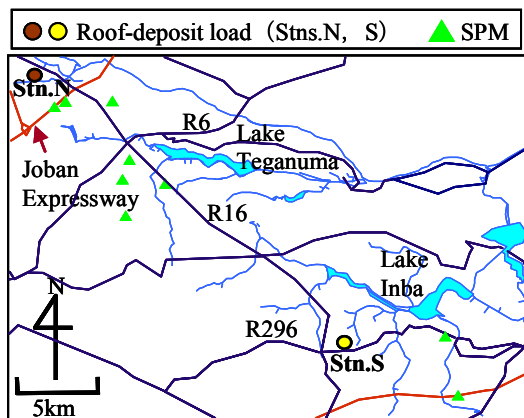 Roof-deposit load (Stns.N, S) SPM
Stn.N
R6
Lake
Teganuma
Joban
Expressway
R16
Lake
Inba
N
R296
Stn.S
5km